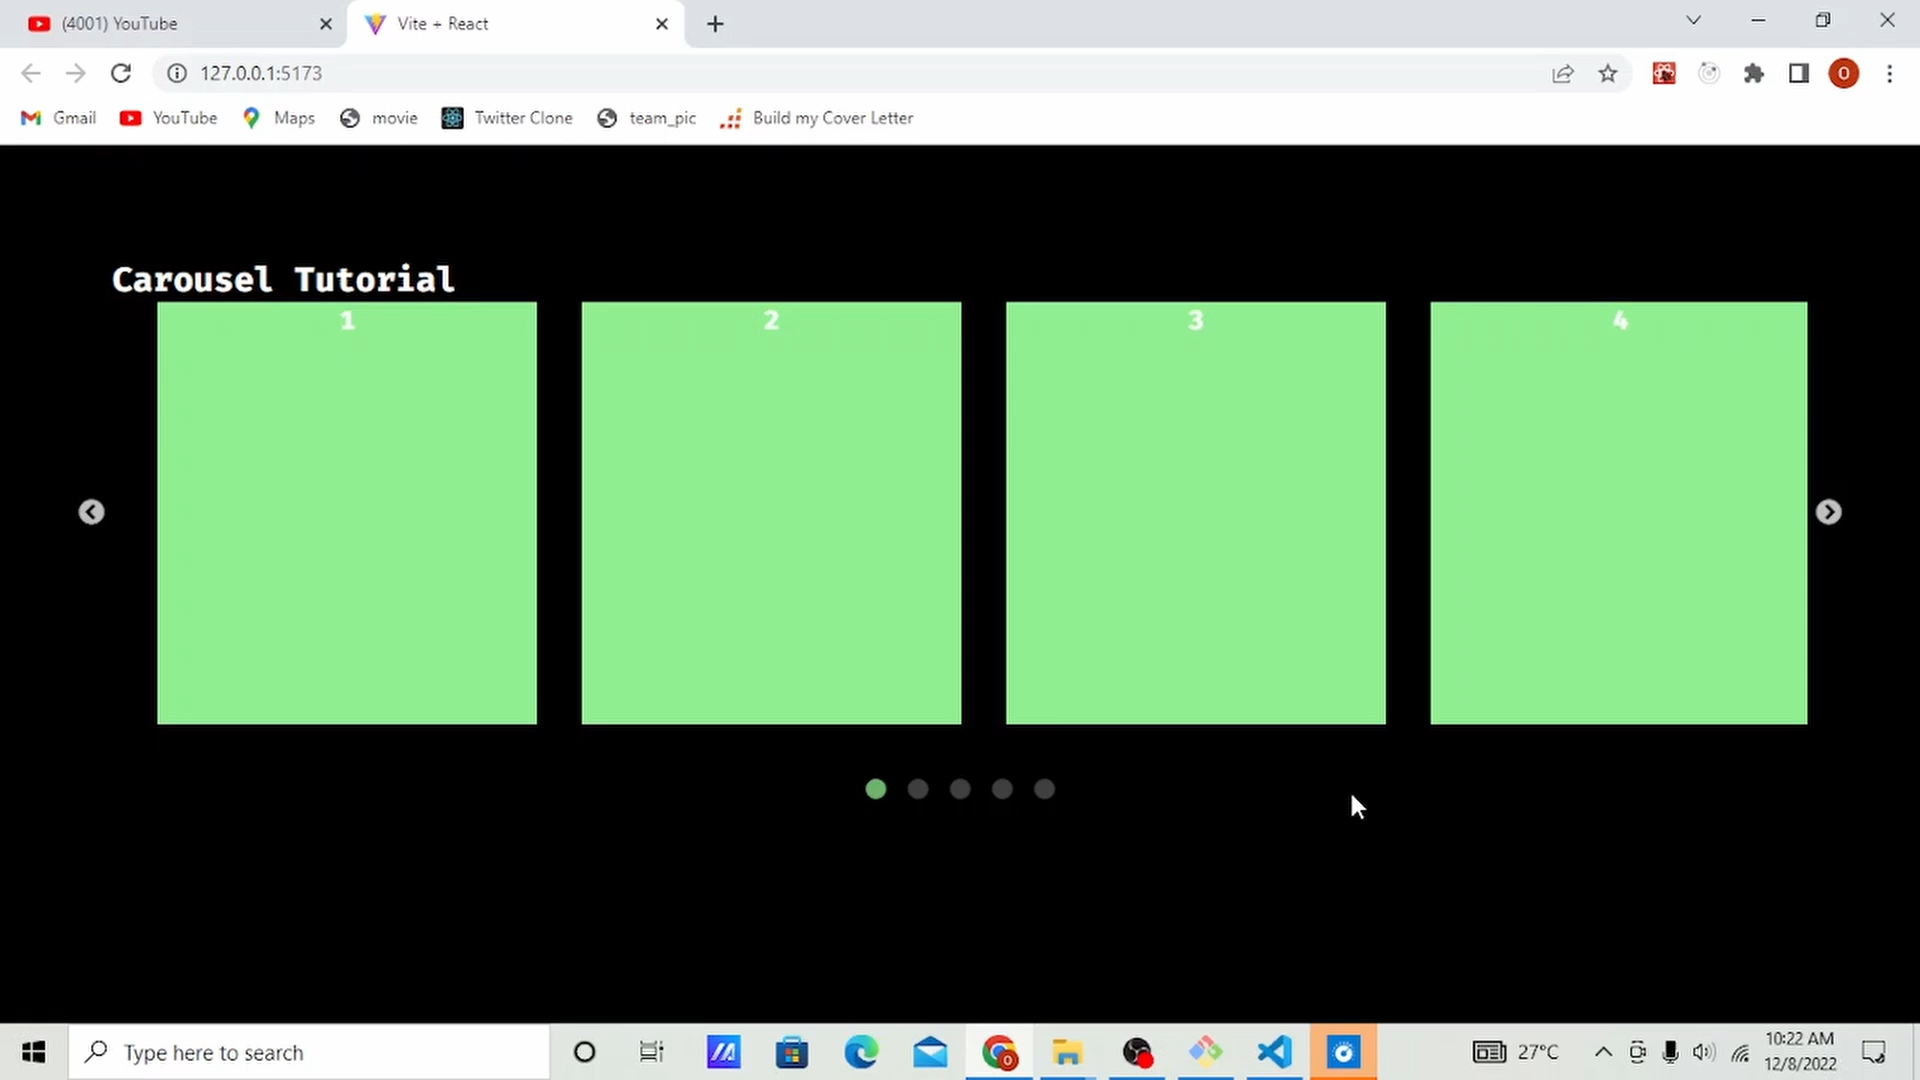 (4001) YouTube
Vite + React
127.0.0.1:5173
O
Gmail
YouTube
Maps
movie
Twitter Clone
team_pic
Build my Cover Letter
Carousel Tutorial
1 2 3 4
Type here to search
27°C
10:22 AM
12/8/2022